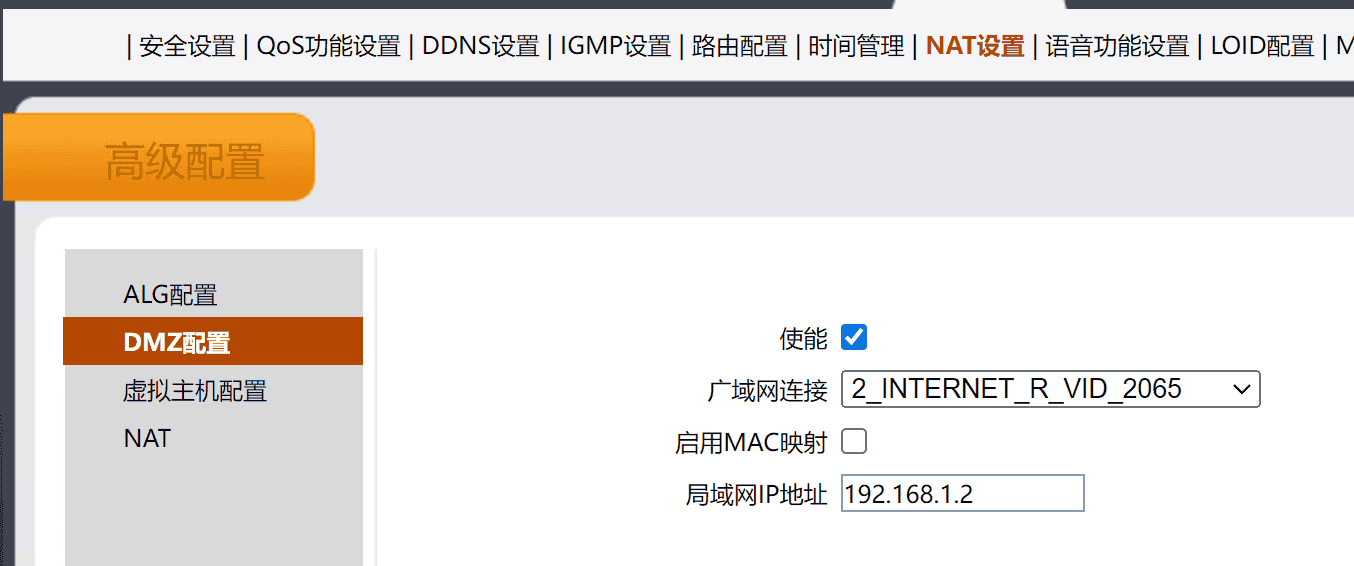 | 安全设置 | QoS功能设置 | DDNS设置 | IGMP设置 | 路由配置 | 时间管理 | NAT设置 | 语音功能设置 | LOID配置 | M
高级配置
ALG配置
DMZ配置
虚拟主机配置
NAT
使能
广域网连接 2_INTERNET_R_VID_2065
启用MAC映射
局域网IP地址 192.168.1.2